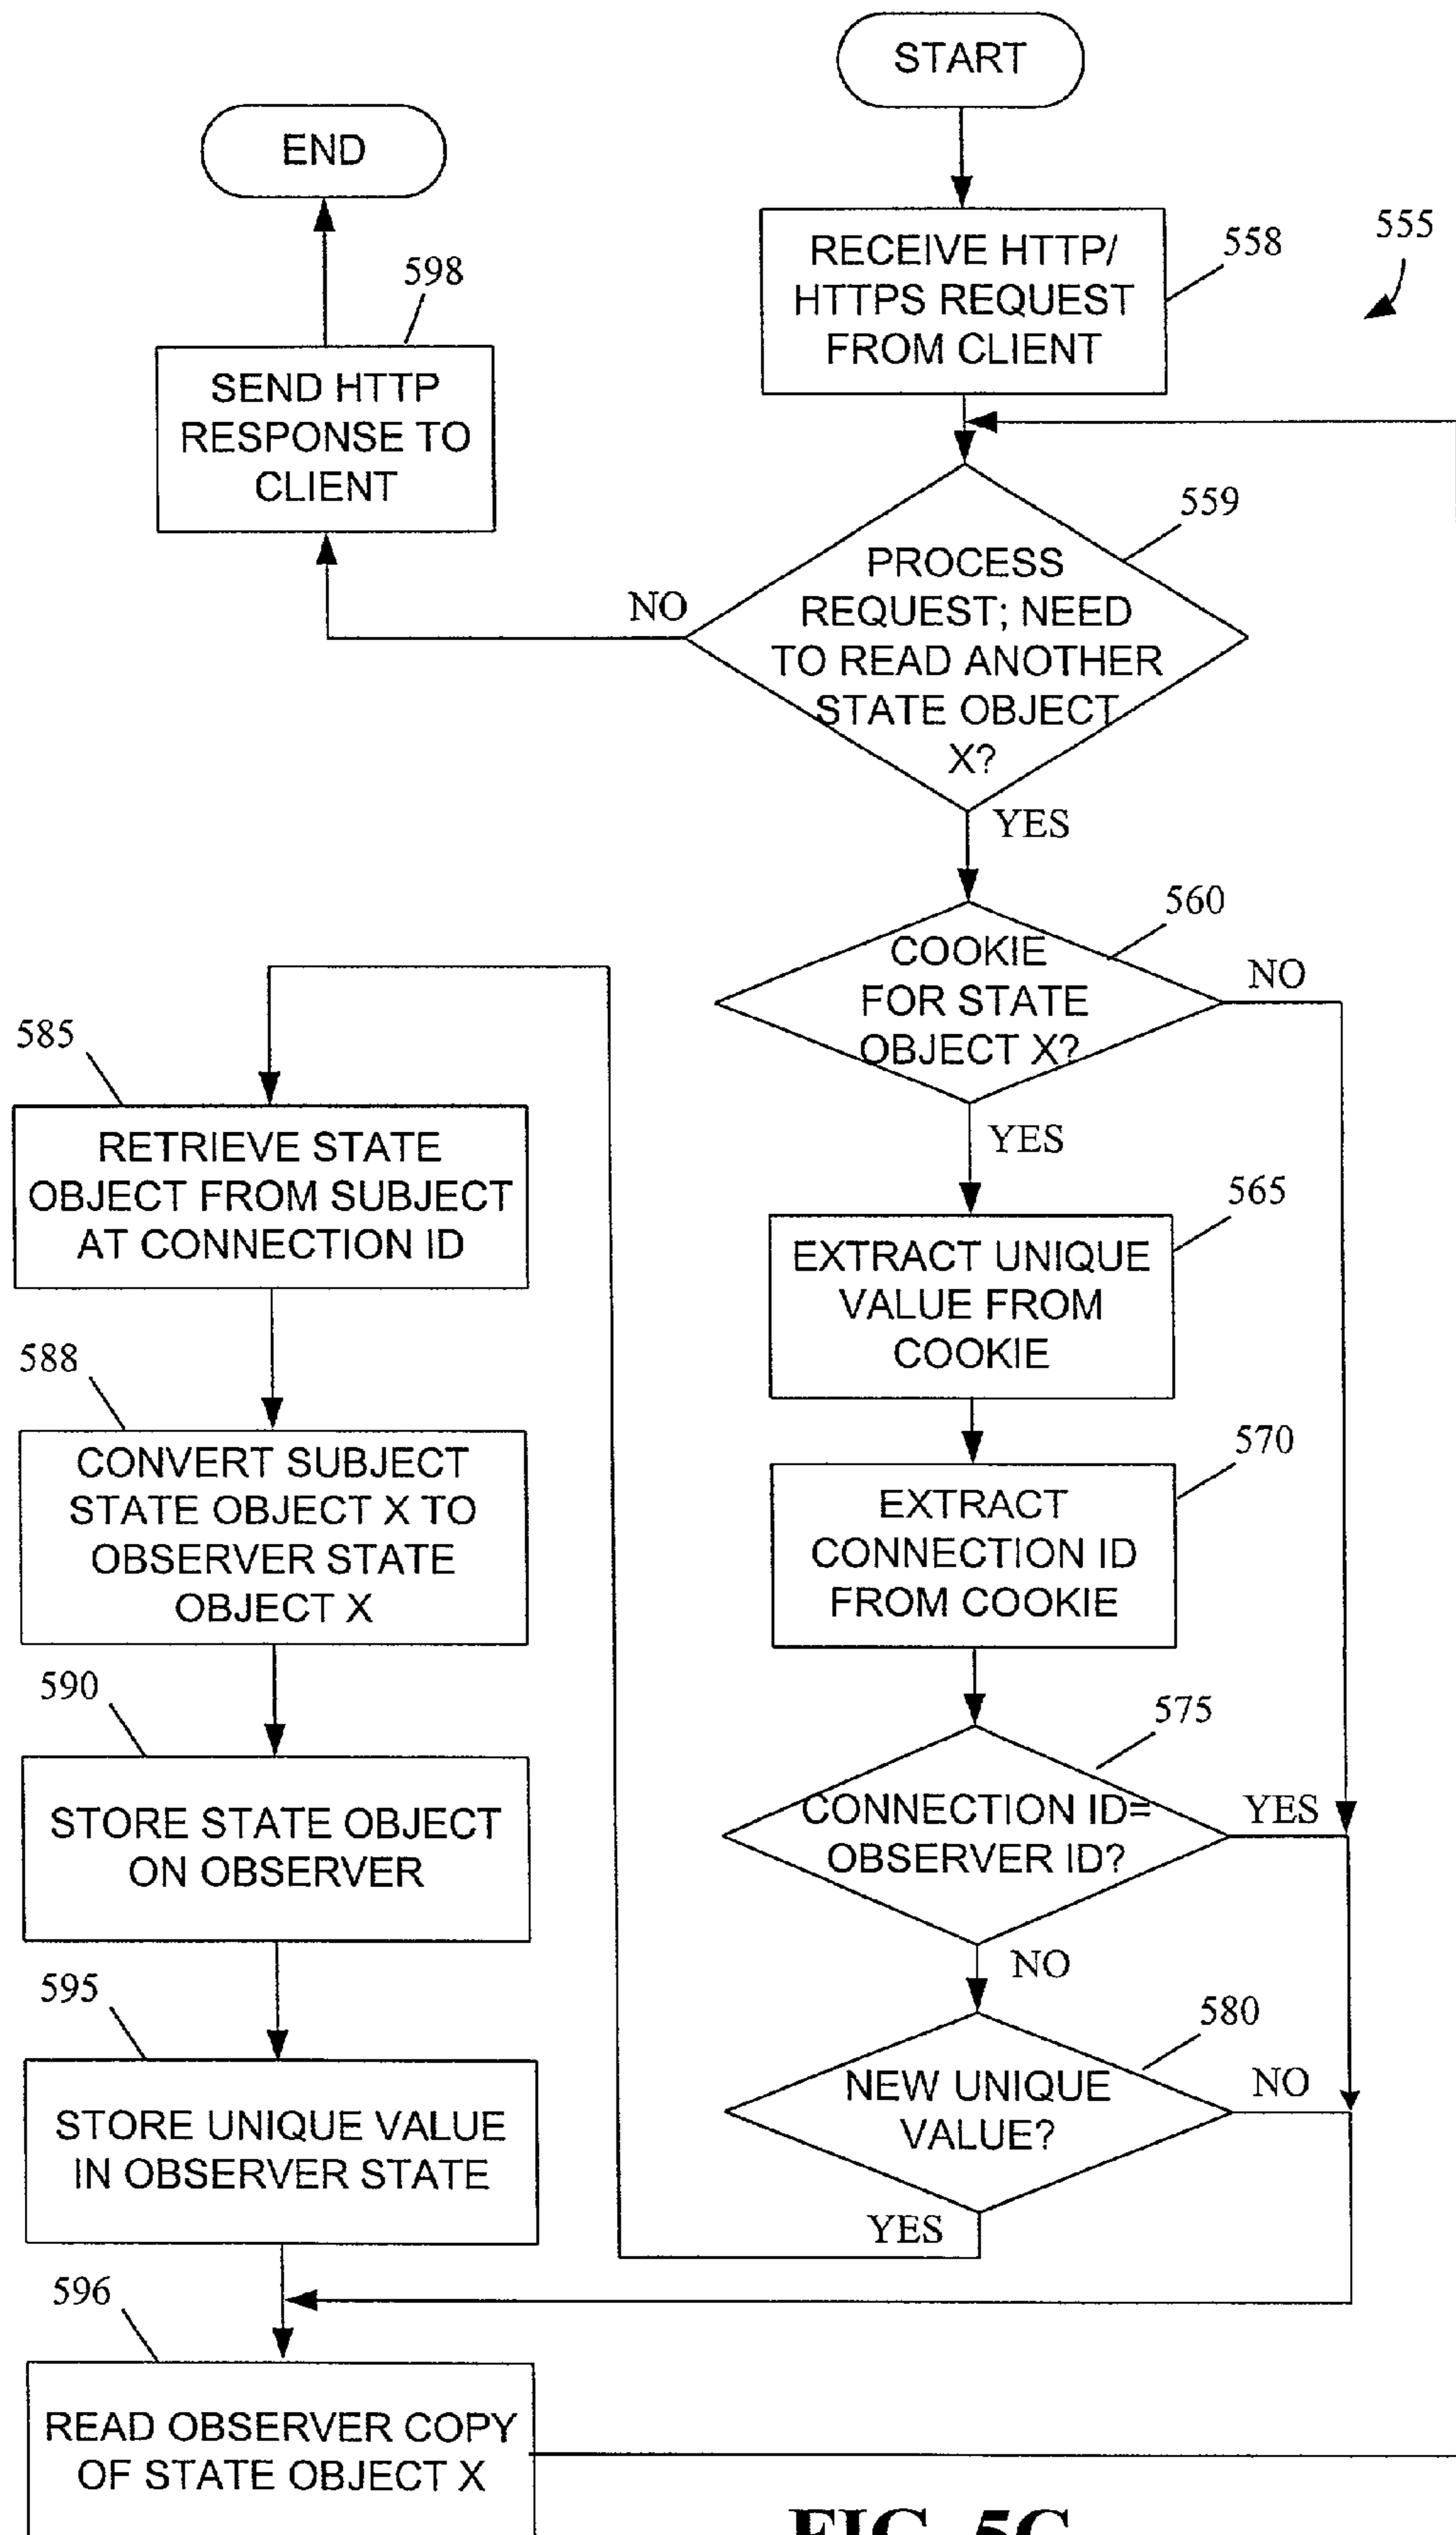 START
END
RECEIVE HTTP/
HTTPS REQUEST
FROM CLIENT
558
555
598
SEND HTTP
RESPONSE TO
CLIENT
559
PROCESS
REQUEST; NEED
TO READ ANOTHER
STATE OBJECT
X?
NO
YES
560
COOKIE
FOR STATE
OBJECT X?
NO
YES
565
EXTRACT UNIQUE
VALUE FROM
COOKIE
570
EXTRACT
CONNECTION ID
FROM COOKIE
575
CONNECTION ID=
OBSERVER ID?
YES
NO
580
NEW UNIQUE
VALUE?
NO
YES
585
RETRIEVE STATE
OBJECT FROM SUBJECT
AT CONNECTION ID
588
CONVERT SUBJECT
STATE OBJECT X TO
OBSERVER STATE
OBJECT X
590
STORE STATE OBJECT
ON OBSERVER
595
STORE UNIQUE VALUE
IN OBSERVER STATE
596
READ OBSERVER COPY
OF STATE OBJECT X
FIG. 5C